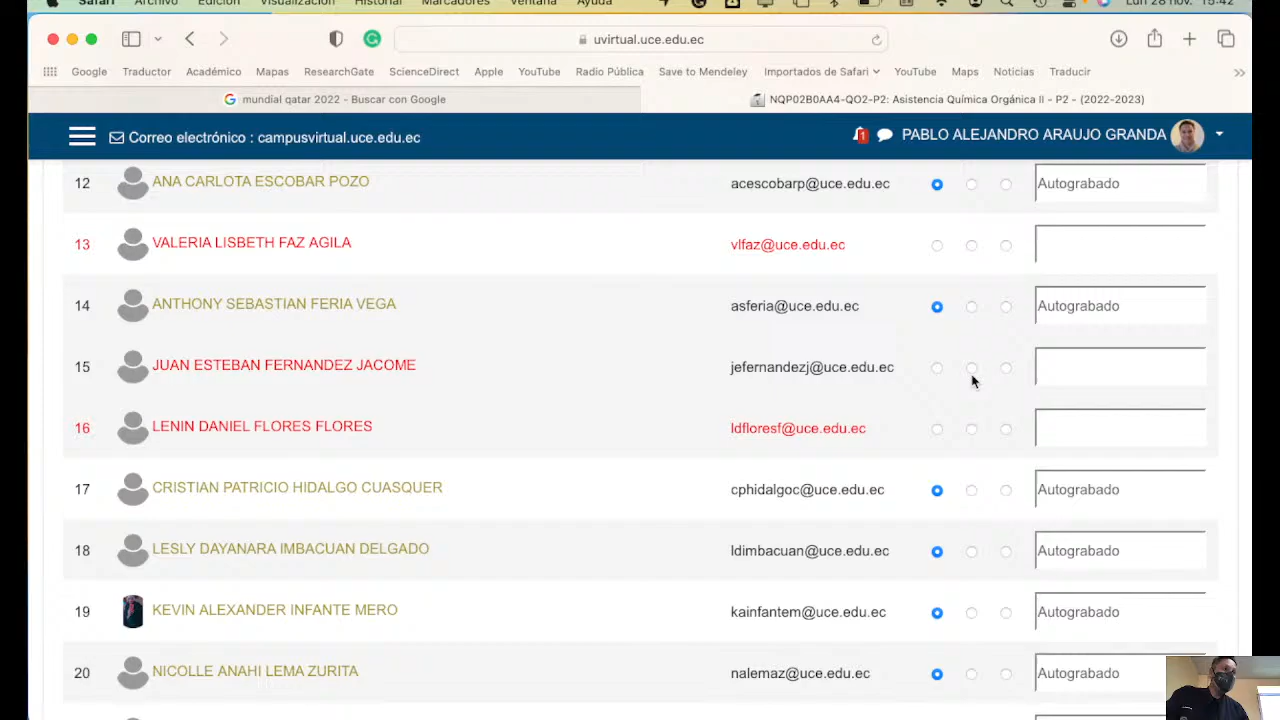 Safari Archivo Edición Visualización Historial Marcadores Ventana Ayuda Lun 28 nov. 15:42
uvirtual.uce.edu.ec
Google Traductor Académico Mapas ResearchGate ScienceDirect Apple YouTube Radio Pública Save to Mendeley Importados de Safari YouTube Maps Noticias Traducir
mundial qatar 2022 - Buscar con Google
NQP02B0AA4-QO2-P2: Asistencia Química Orgánica II - P2 - (2022-2023)
Correo electrónico : campusvirtual.uce.edu.ec 1 PABLO ALEJANDRO ARAUJO GRANDA
12 ANA CARLOTA ESCOBAR POZO acescobarp@uce.edu.ec Autograbado
13 VALERIA LISBETH FAZ AGILA vlfaz@uce.edu.ec
14 ANTHONY SEBASTIAN FERIA VEGA asferia@uce.edu.ec Autograbado
15 JUAN ESTEBAN FERNANDEZ JACOME jefernandezj@uce.edu.ec
16 LENIN DANIEL FLORES FLORES ldfloresf@uce.edu.ec
17 CRISTIAN PATRICIO HIDALGO CUASQUER cphidalgoc@uce.edu.ec Autograbado
18 LESLY DAYANARA IMBACUAN DELGADO ldimbacuan@uce.edu.ec Autograbado
19 KEVIN ALEXANDER INFANTE MERO kainfantem@uce.edu.ec Autograbado
20 NICOLLE ANAHI LEMA ZURITA nalemaz@uce.edu.ec Autograbado